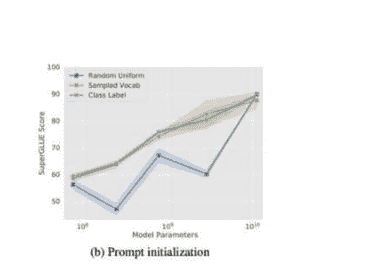 100
90
80
70
60
50
SuperGLUE Score
Random Uniform
Sampled Vocab
Class Label
10⁸
10⁹
10¹⁰
Model Parameters
(b) Prompt initialization